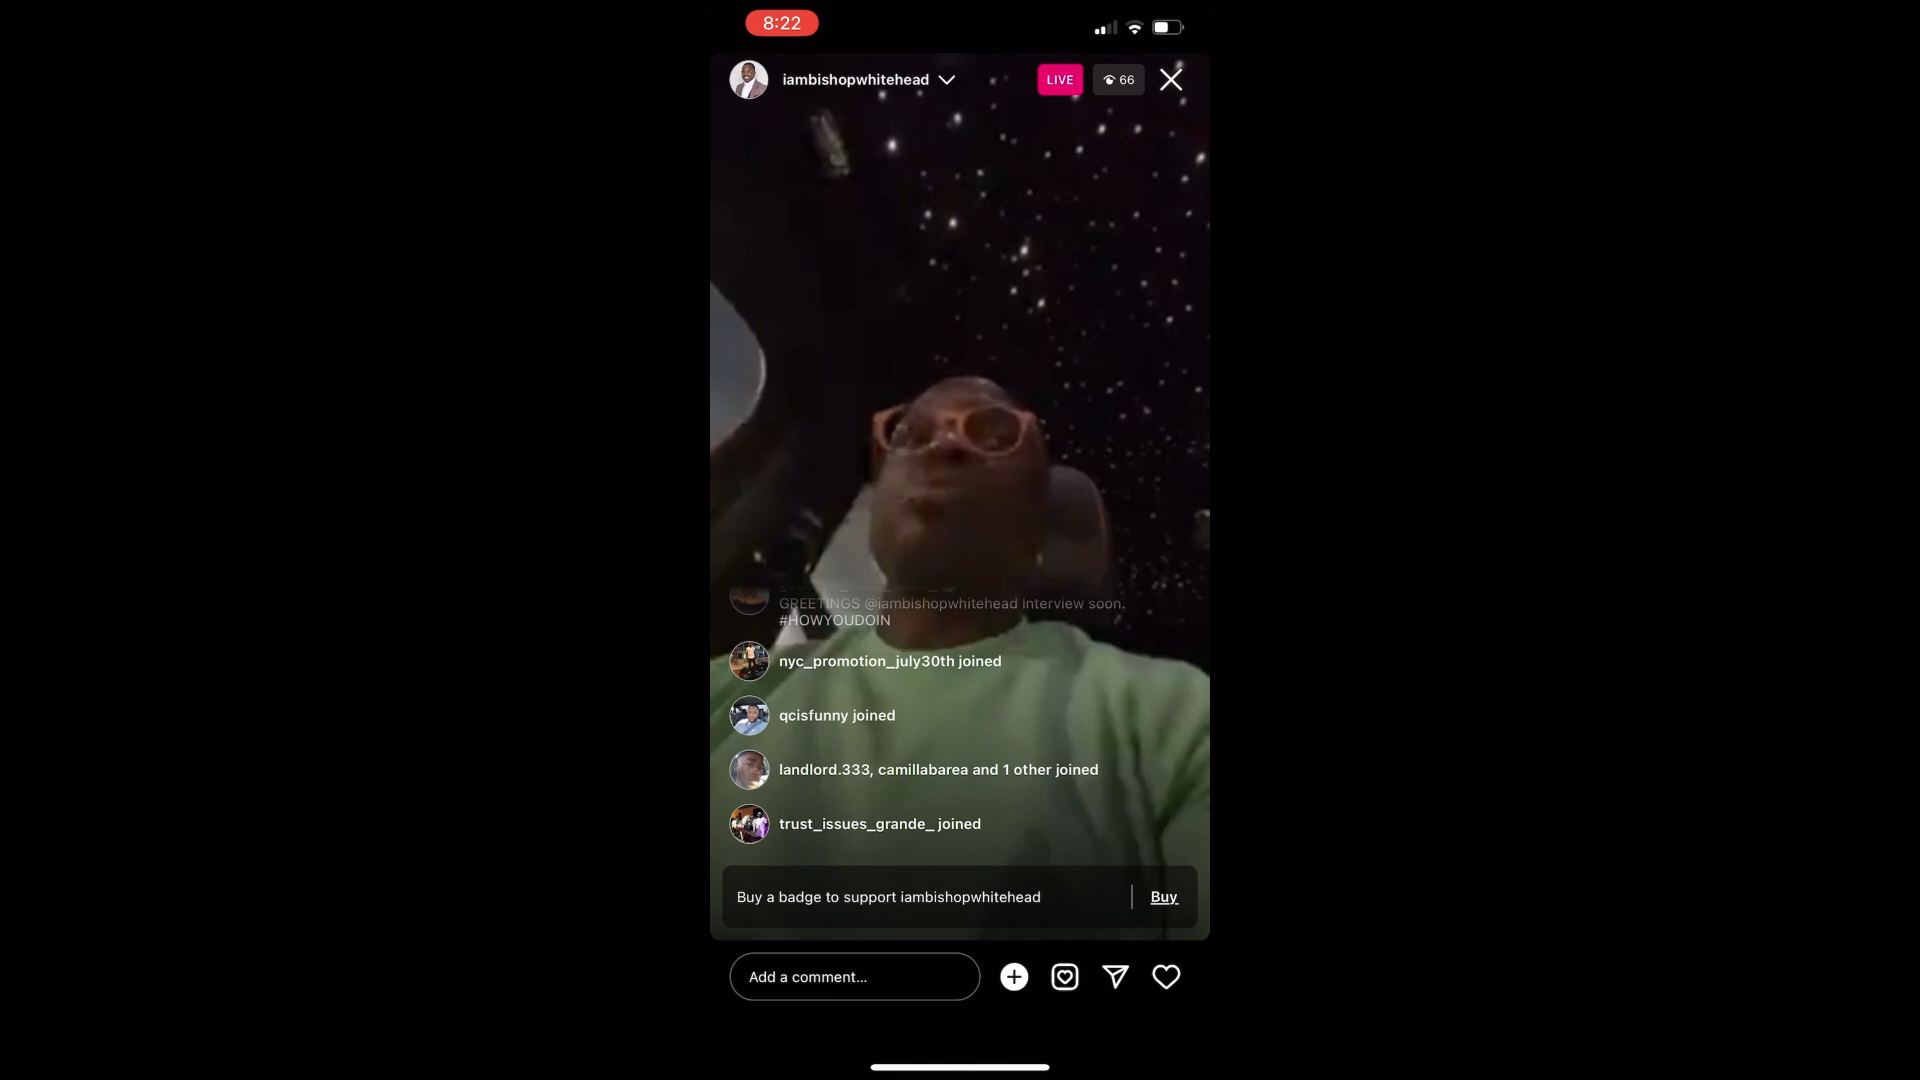 8:22
iambishopwhitehead
LIVE
66
GREETINGS @iambishopwhitehead Interview soon.
#HOWYOUDOIN
nyc_promotion_july30th joined
qcisfunny joined
landlord.333, camillabarea and 1 other joined
trust_issues_grande_ joined
Buy a badge to support iambishopwhitehead
Buy
Add a comment...